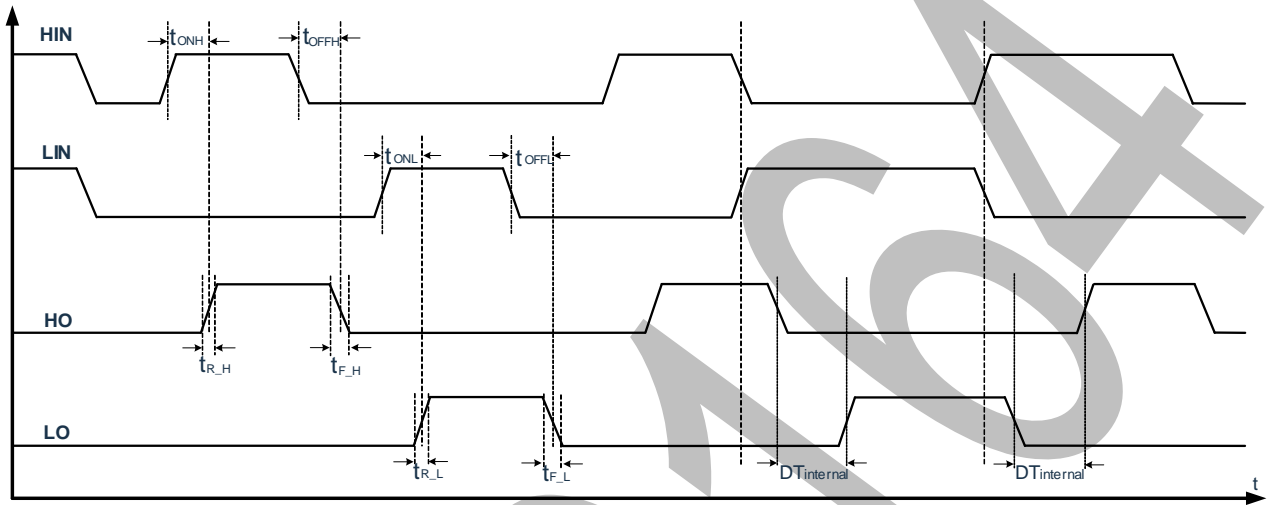 HIN
tONH
tOFFH
LIN
tONL
tOFFL
HO
tR_H
tF_H
LO
tR_L
tF_L
DTinternal
DTinternal
t